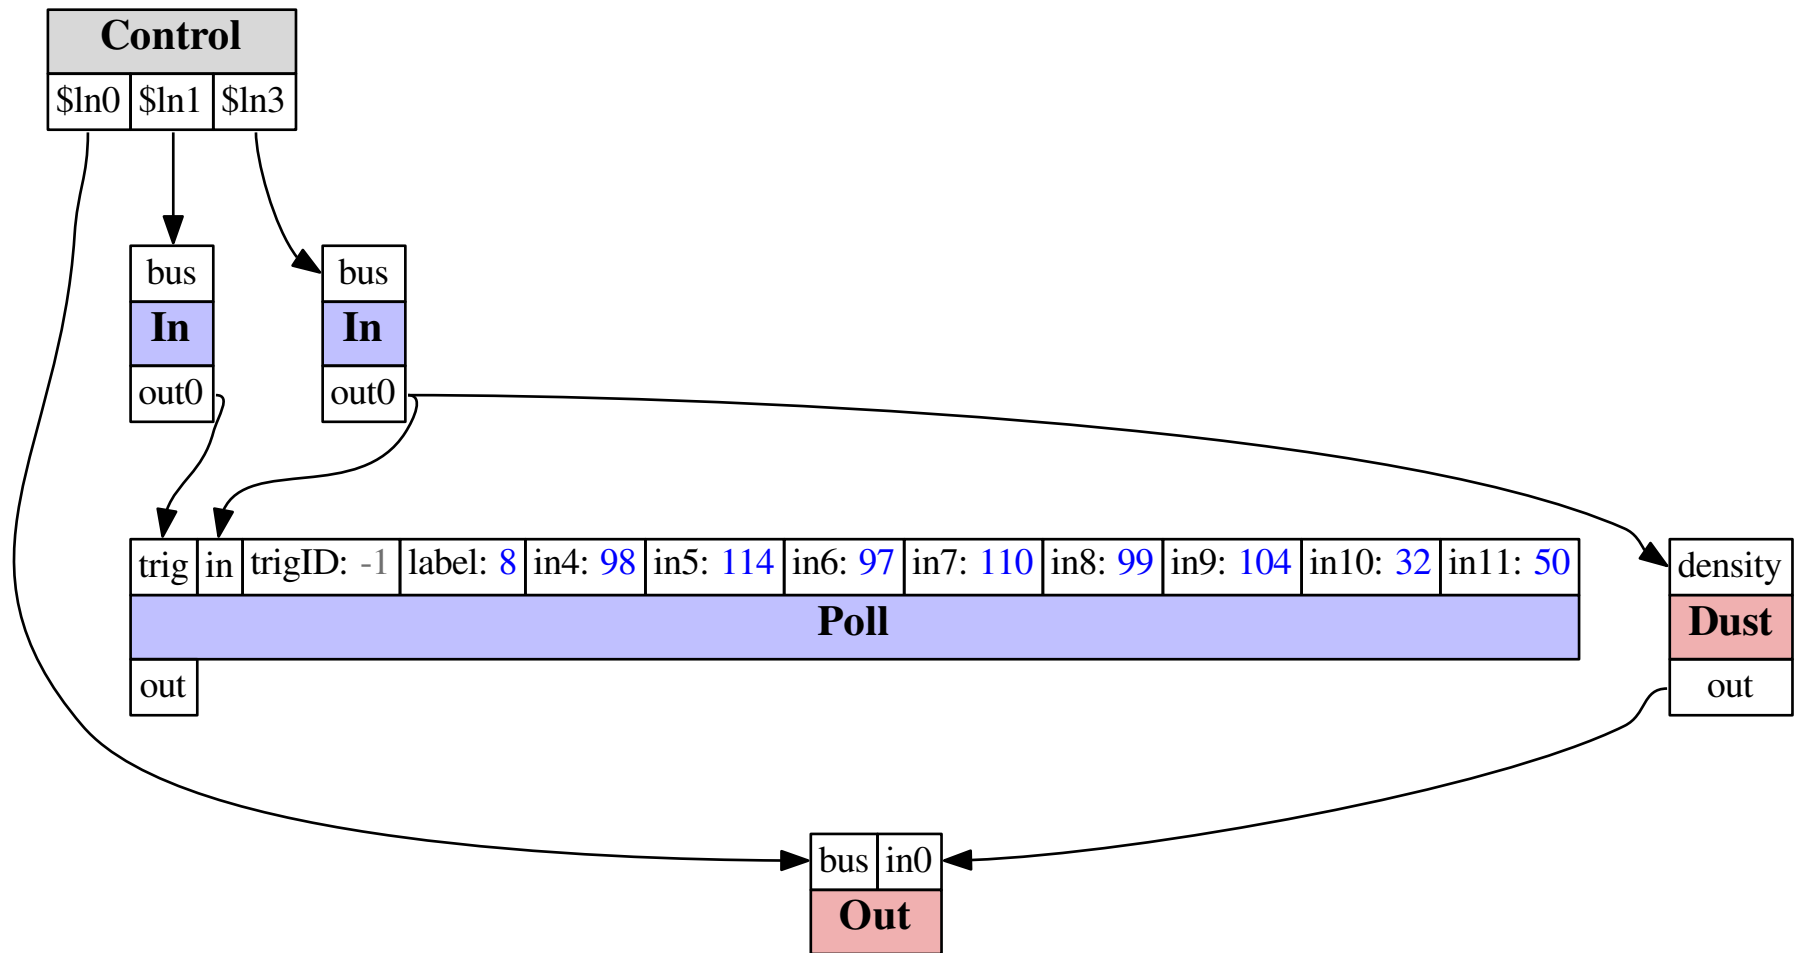 Control
$ln0 $ln1 $ln3
bus bus
In In
out0 out0
trig in trigID: -1 label: 8 in4: 98 in5: 114 in6: 97 in7: 110 in8: 99 in9: 104 in10: 32 in11: 50 density
Poll Dust
out out
bus in0
Out